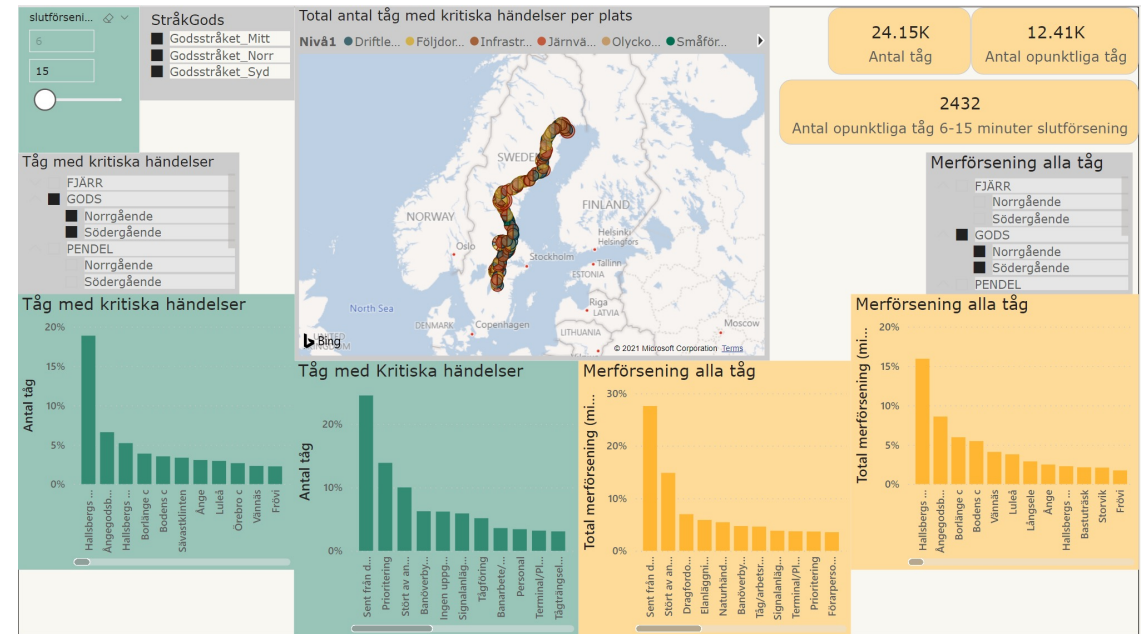 slutförseni...
6
15
StråkGods
Godsstråket_Mitt
Godsstråket_Norr
Godsstråket_Syd
Total antal tåg med kritiska händelser per plats
Nivå1 Driftle... Följdor... Infrastr... Järnvä... Olycko... Småför...
SWEDEN
NORWAY
FINLAND
Oslo
Helsinki
Helsingfors
Stockholm
Tallinn
ESTONIA
North Sea
Riga
LATVIA
DENMARK
Copenhagen
LITHUANIA
Moscow
UNITED
KINGDOM
Bing
© 2021 Microsoft Corporation Terms
24.15K
Antal tåg
12.41K
Antal opunktliga tåg
2432
Antal opunktliga tåg 6-15 minuter slutförsening
Tåg med kritiska händelser
FJÄRR
GODS
Norrgående
Södergående
PENDEL
Norrgående
Södergående
Merförsening alla tåg
FJÄRR
Norrgående
Södergående
GODS
Norrgående
Södergående
PENDEL
Tåg med kritiska händelser
Antal tåg
20%
15%
10%
5%
0%
Hallsbergs ...
Ångegodsb...
Hallsbergs ...
Borlänge c
Bodens c
Sävastklinten
Ånge
Luleå
Örebro c
Vännäs
Frövi
Tåg med Kritiska händelser
Antal tåg
20%
10%
0%
Sent från d...
Prioritering
Stört av an...
Banöverby...
Ingen uppg...
Signalanläg...
Tågföring
Banarbete/...
Personal
Terminal/Pl...
Tågträngsel...
Merförsening alla tåg
Total merförsening (mi...
30%
20%
10%
0%
Sent från d...
Stört av an...
Dragfordo...
Elanläggni...
Naturhänd...
Banöverby...
Tåg/arbetsr...
Signalanläg...
Terminal/Pl...
Prioritering
Förarperso...
Merförsening alla tåg
Total merförsening (mi...
20%
15%
10%
5%
0%
Hallsbergs ...
Ångegodsb...
Borlänge c
Bodens c
Vännäs
Luleå
Långsele
Ånge
Hallsbergs ...
Bastuträsk
Storvik
Frövi